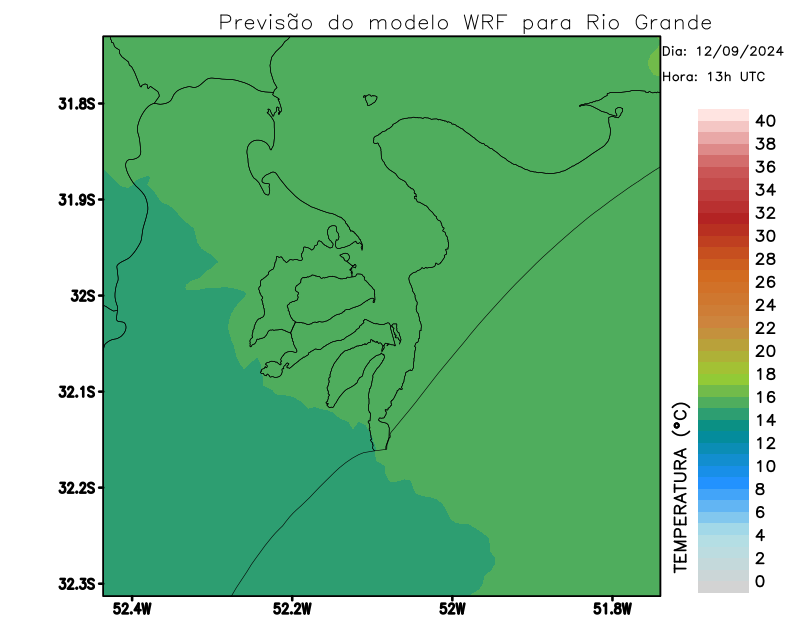 Previsão do modelo WRF para Rio Grande
Dia: 12/09/2024
Hora: 13h UTC
31.8S
31.9S
32S
32.1S
32.2S
32.3S
52.4W
52.2W
52W
51.8W
TEMPERATURA (°C)
40
38
36
34
32
30
28
26
24
22
20
18
16
14
12
10
8
6
4
2
0